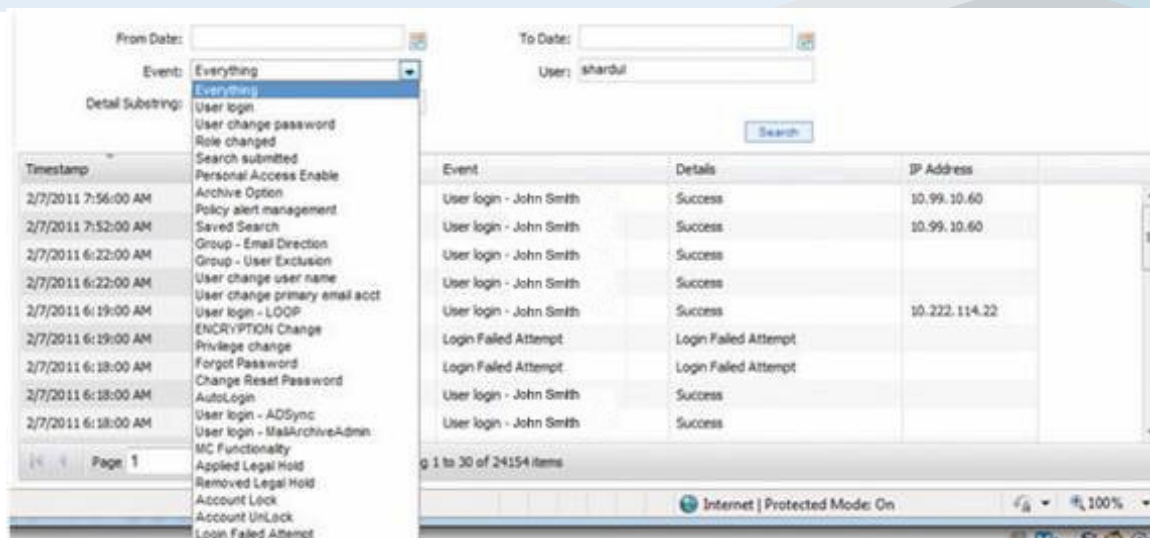 From Date:
To Date:
Event: Everything
User: shardul
Detail Substring:
Everything
User login
User change password
Role changed
Search submitted
Personal Access Enable
Archive Option
Policy alert management
Saved Search
Group - Email Direction
Group - User Exclusion
User change user name
User change primary email acct
User login - LOOP
ENCRYPTION Change
Privilege change
Forgot Password
Change Reset Password
AutoLogin
User login - ADSync
User login - MailArchiveAdmin
MC Functionality
Applied Legal Hold
Removed Legal Hold
Account Lock
Account UnLock
Login Failed Attempt
Search
Timestamp Event Details IP Address
2/7/2011 7:56:00 AM User login - John Smith Success 10.99.10.60
2/7/2011 7:52:00 AM User login - John Smith Success 10.99.10.60
2/7/2011 6:22:00 AM User login - John Smith Success
2/7/2011 6:22:00 AM User login - John Smith Success
2/7/2011 6:19:00 AM User login - John Smith Success 10.222.114.22
2/7/2011 6:19:00 AM Login Failed Attempt Login Failed Attempt
2/7/2011 6:18:00 AM Login Failed Attempt Login Failed Attempt
2/7/2011 6:18:00 AM User login - John Smith Success
2/7/2011 6:18:00 AM User login - John Smith Success
Page 1 g 1 to 30 of 24154 items
Internet | Protected Mode: On 100%